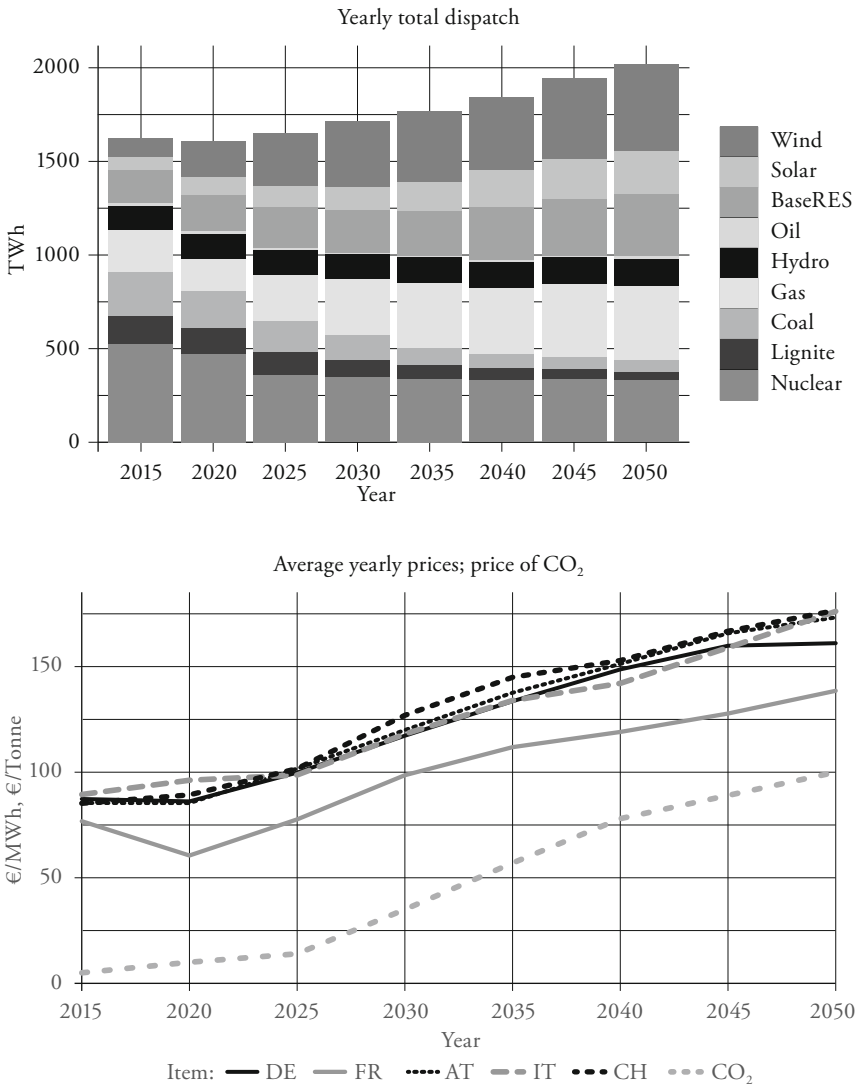 Yearly total dispatch
2000
1500
1000
500
0
TWh
2015 2020 2025 2030 2035 2040 2045 2050
Year
Wind
Solar
BaseRES
Oil
Hydro
Gas
Coal
Lignite
Nuclear
Average yearly prices; price of CO₂
150
100
50
0
€/MWh, €/Tonne
2015 2020 2025 2030 2035 2040 2045 2050
Year
Item: DE FR AT IT CH CO₂